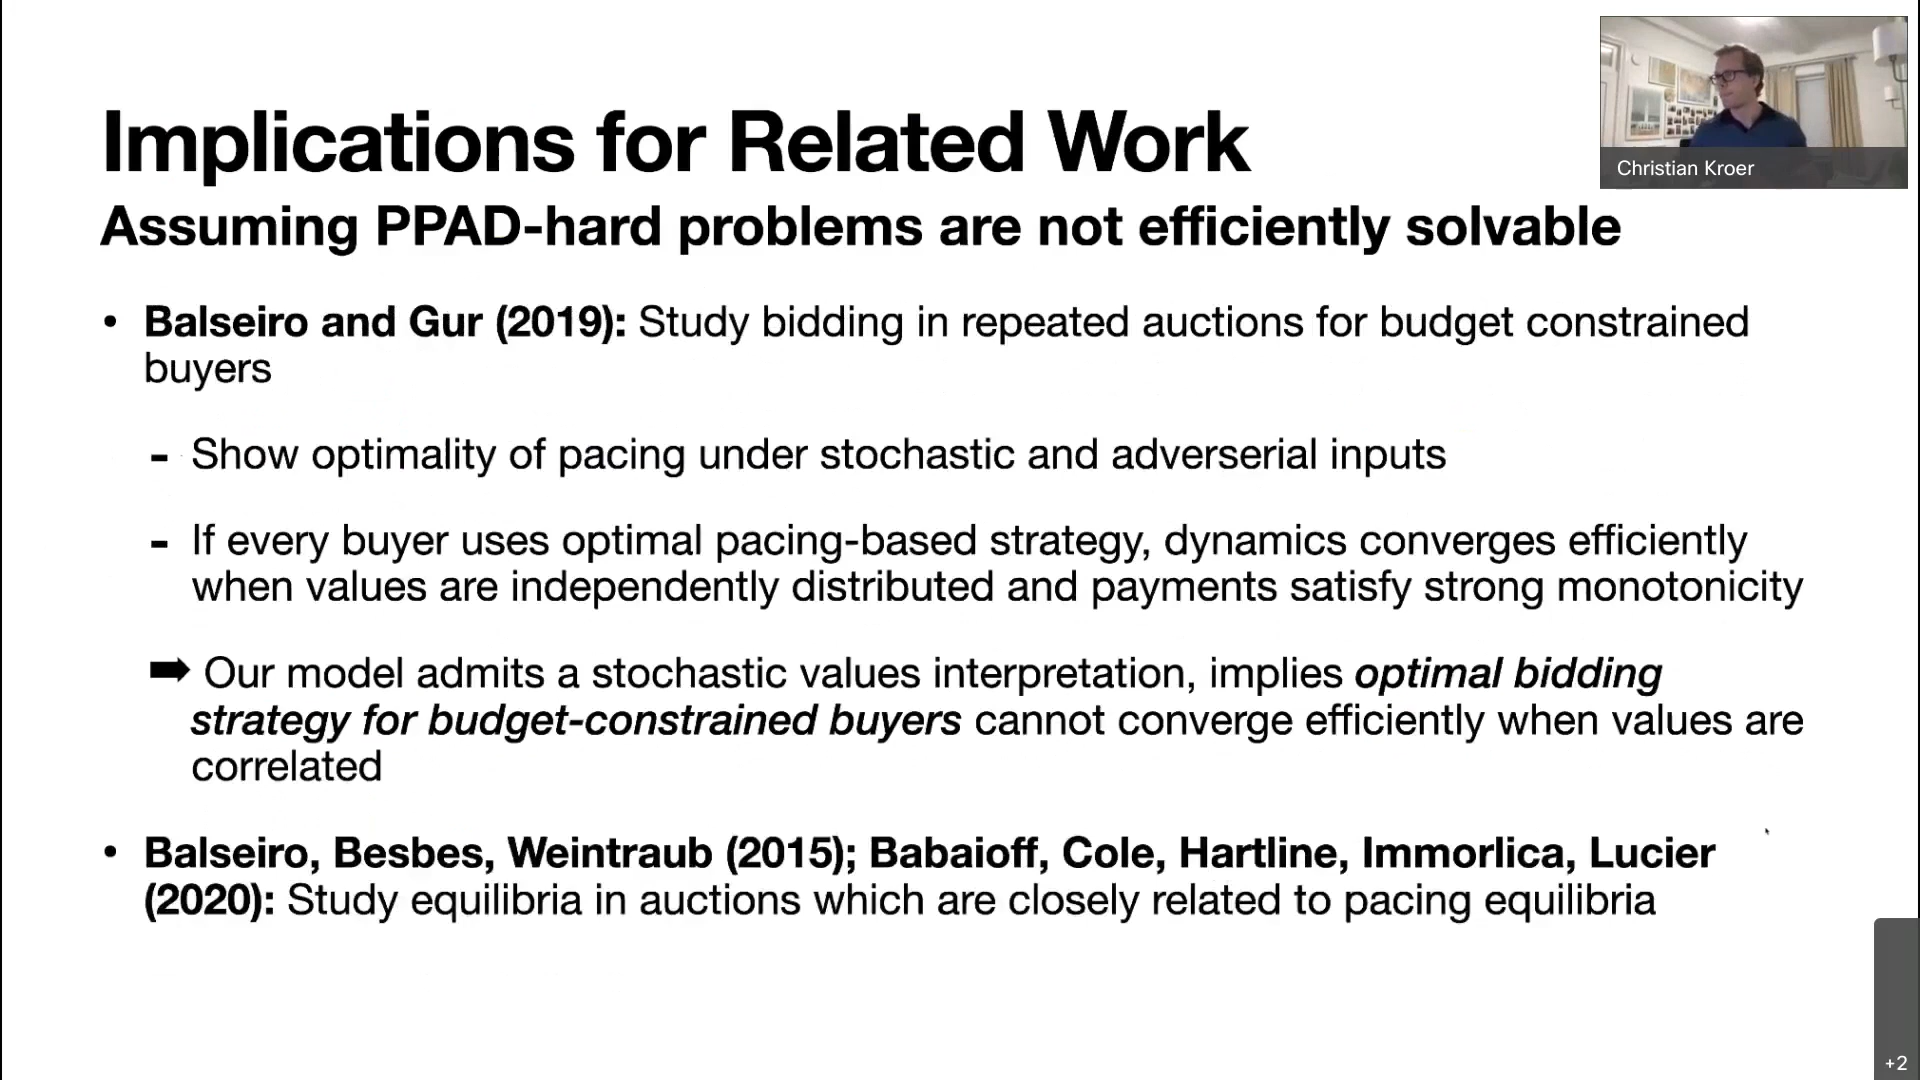 Implications for Related Work
Christian Kroer
Assuming PPAD-hard problems are not efficiently solvable
• Balseiro and Gur (2019): Study bidding in repeated auctions for budget constrained
buyers
- Show optimality of pacing under stochastic and adverserial inputs
- If every buyer uses optimal pacing-based strategy, dynamics converges efficiently
when values are independently distributed and payments satisfy strong monotonicity
➡ Our model admits a stochastic values interpretation, implies optimal bidding
strategy for budget-constrained buyers cannot converge efficiently when values are
correlated
• Balseiro, Besbes, Weintraub (2015); Babaioff, Cole, Hartline, Immorlica, Lucier
(2020): Study equilibria in auctions which are closely related to pacing equilibria
+2